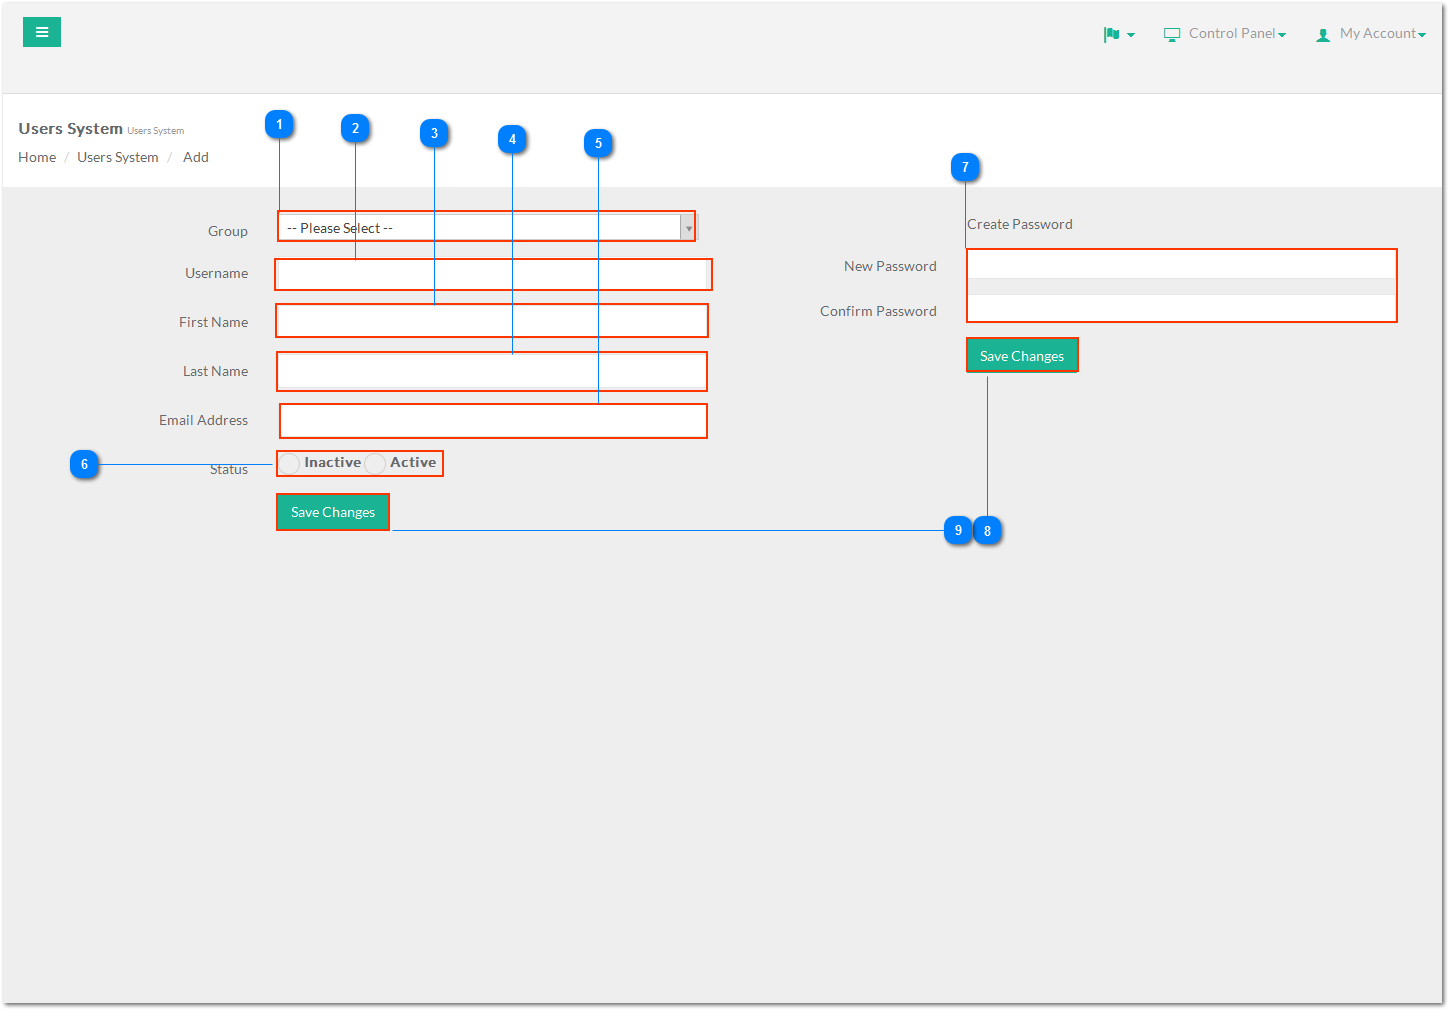 Control Panel
My Account
Users System Users System
Home / Users System / Add
1
2
3
4
5
7
Group
-- Please Select --
Username
First Name
Last Name
Email Address
6
Status
Inactive Active
Save Changes
Create Password
New Password
Confirm Password
Save Changes
9 8